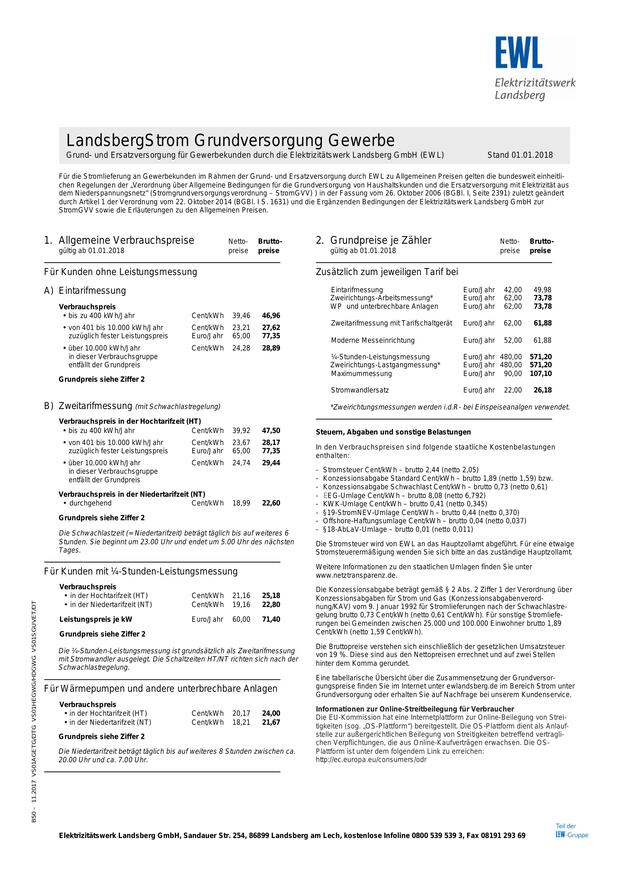 EWL
Elektrizitätswerk
Landsberg
LandsbergStrom Grundversorgung Gewerbe
Grund- und Ersatzversorgung für Gewerbekunden durch die Elektrizitätswerk Landsberg GmbH (EWL) Stand 01.01.2018
Für die Stromlieferung an Gewerbekunden im Rahmen der Grund- und Ersatzversorgung durch EWL zu Allgemeinen Preisen gelten die bundesweit einheitli-
chen Regelungen der „Verordnung über Allgemeine Bedingungen für die Grundversorgung von Haushaltskunden und die Ersatzversorgung mit Elektrizität aus
dem Niederspannungsnetz“ (Stromgrundversorgungsverordnung – StromGVV) ) in der Fassung vom 26. Oktober 2006 (BGBl. I, Seite 2391) zuletzt geändert
durch Artikel 1 der Verordnung vom 22. Oktober 2014 (BGBl. I S. 1631) und die Ergänzenden Bedingungen der Elektrizitätswerk Landsberg GmbH zur
StromGVV sowie die Erläuterungen zu den Allgemeinen Preisen.
1. Allgemeine Verbrauchspreise Netto- Brutto-
gültig ab 01.01.2018 preise preise
Für Kunden ohne Leistungsmessung
A) Eintarifmessung
Verbrauchspreis
• bis zu 400 kWh/Jahr Cent/kWh 39,46 46,96
• von 401 bis 10.000 kWh/Jahr Cent/kWh 23,21 27,62
zuzüglich fester Leistungspreis Euro/Jahr 65,00 77,35
• über 10.000 kWh/Jahr Cent/kWh 24,28 28,89
in dieser Verbrauchsgruppe
entfällt der Grundpreis
Grundpreis siehe Ziffer 2
B) Zweitarifmessung (mit Schwachlastregelung)
Verbrauchspreis in der Hochtarifzeit (HT)
• bis zu 400 kWh/Jahr Cent/kWh 39,92 47,50
• von 401 bis 10.000 kWh/Jahr Cent/kWh 23,67 28,17
zuzüglich fester Leistungspreis Euro/Jahr 65,00 77,35
• über 10.000 kWh/Jahr Cent/kWh 24,74 29,44
in dieser Verbrauchsgruppe
entfällt der Grundpreis
Verbrauchspreis in der Niedertarifzeit (NT)
• durchgehend Cent/kWh 18,99 22,60
Grundpreis siehe Ziffer 2
Die Schwachlastzeit (= Niedertarifzeit) beträgt täglich bis auf weiteres 6
Stunden. Sie beginnt um 23.00 Uhr und endet um 5.00 Uhr des nächsten
Tages.
Für Kunden mit ¼-Stunden-Leistungsmessung
Verbrauchspreis
• in der Hochtarifzeit (HT) Cent/kWh 21,16 25,18
• in der Niedertarifzeit (NT) Cent/kWh 19,16 22,80
Leistungspreis je kW Euro/Jahr 60,00 71,40
Grundpreis siehe Ziffer 2
Die ¼-Stunden-Leistungsmessung ist grundsätzlich als Zweitarifmessung
mit Stromwandler ausgelegt. Die Schaltzeiten HT/NT richten sich nach der
Schwachlastregelung.
Für Wärmepumpen und andere unterbrechbare Anlagen
Verbrauchspreis
• in der Hochtarifzeit (HT) Cent/kWh 20,17 24,00
• in der Niedertarifzeit (NT) Cent/kWh 18,21 21,67
Grundpreis siehe Ziffer 2
Die Niedertarifzeit beträgt täglich bis auf weiteres 8 Stunden zwischen ca.
20.00 Uhr und ca. 7.00 Uhr.
2. Grundpreise je Zähler Netto- Brutto-
gültig ab 01.01.2018 preise preise
Zusätzlich zum jeweiligen Tarif bei
Eintarifmessung Euro/Jahr 42,00 49,98
Zweirichtungs-Arbeitsmessung* Euro/Jahr 62,00 73,78
WP und unterbrechbare Anlagen Euro/Jahr 62,00 73,78
Zweitarifmessung mit Tarifschaltgerät Euro/Jahr 62,00 61,88
Moderne Messeinrichtung Euro/Jahr 52,00 61,88
¼-Stunden-Leistungsmessung Euro/Jahr 480,00 571,20
Zweirichtungs-Lastgangmessung* Euro/Jahr 480,00 571,20
Maximummessung Euro/Jahr 90,00 107,10
Stromwandlersatz Euro/Jahr 22,00 26,18
*Zweirichtungsmessungen werden i.d.R- bei Einspeiseanalgen verwendet.
Steuern, Abgaben und sonstige Belastungen
In den Verbrauchspreisen sind folgende staatliche Kostenbelastungen
enthalten:
- Stromsteuer Cent/kWh – brutto 2,44 (netto 2,05)
- Konzessionsabgabe Standard Cent/kWh – brutto 1,89 (netto 1,59) bzw.
- Konzessionsabgabe Schwachlast Cent/kWh – brutto 0,73 (netto 0,61)
- EEG-Umlage Cent/kWh – brutto 8,08 (netto 6,792)
- KWK-Umlage Cent/kWh – brutto 0,41 (netto 0,345)
- §19-StromNEV-Umlage Cent/kWh – brutto 0,44 (netto 0,370)
- Offshore-Haftungsumlage Cent/kWh – brutto 0,04 (netto 0,037)
- §18-AbLaV-Umlage – brutto 0,01 (netto 0,011)
Die Stromsteuer wird von EWL an das Hauptzollamt abgeführt. Für eine etwaige
Stromsteuerermäßigung wenden Sie sich bitte an das zuständige Hauptzollamt.
Weitere Informationen zu den staatlichen Umlagen finden Sie unter
www.netztransparenz.de.
Die Konzessionsabgabe beträgt gemäß § 2 Abs. 2 Ziffer 1 der Verordnung über
Konzessionsabgaben für Strom und Gas (Konzessionsabgabenverord-
nung/KAV) vom 9. Januar 1992 für Stromlieferungen nach der Schwachlastre-
gelung brutto 0,73 Cent/kWh (netto 0,61 Cent/kWh). Für sonstige Stromliefe-
rungen bei Gemeinden zwischen 25.000 und 100.000 Einwohner brutto 1,89
Cent/kWh (netto 1,59 Cent/kWh).
Die Bruttopreise verstehen sich einschließlich der gesetzlichen Umsatzsteuer
von 19 %. Diese sind aus den Nettopreisen errechnet und auf zwei Stellen
hinter dem Komma gerundet.
Eine tabellarische Übersicht über die Zusammensetzung der Grundversor-
gungspreise finden Sie im Internet unter ewlandsberg.de im Bereich Strom unter
Grundversorgung oder erhalten Sie auf Nachfrage bei unserem Kundenservice.
Informationen zur Online-Streitbeilegung für Verbraucher
Die EU-Kommission hat eine Internetplattform zur Online-Beilegung von Strei-
tigkeiten (sog. „OS-Plattform“) bereitgestellt. Die OS-Plattform dient als Anlauf-
stelle zur außergerichtlichen Beilegung von Streitigkeiten betreffend vertragli-
chen Verpflichtungen, die aus Online-Kaufverträgen erwachsen. Die OS-
Plattform ist unter dem folgendem Link zu erreichen:
http://ec.europa.eu/consumers/odr
Elektrizitätswerk Landsberg GmbH, Sandauer Str. 254, 86899 Landsberg am Lech, kostenlose Infoline 0800 539 539 3, Fax 08191 293 69
Teil der
LEW-Gruppe